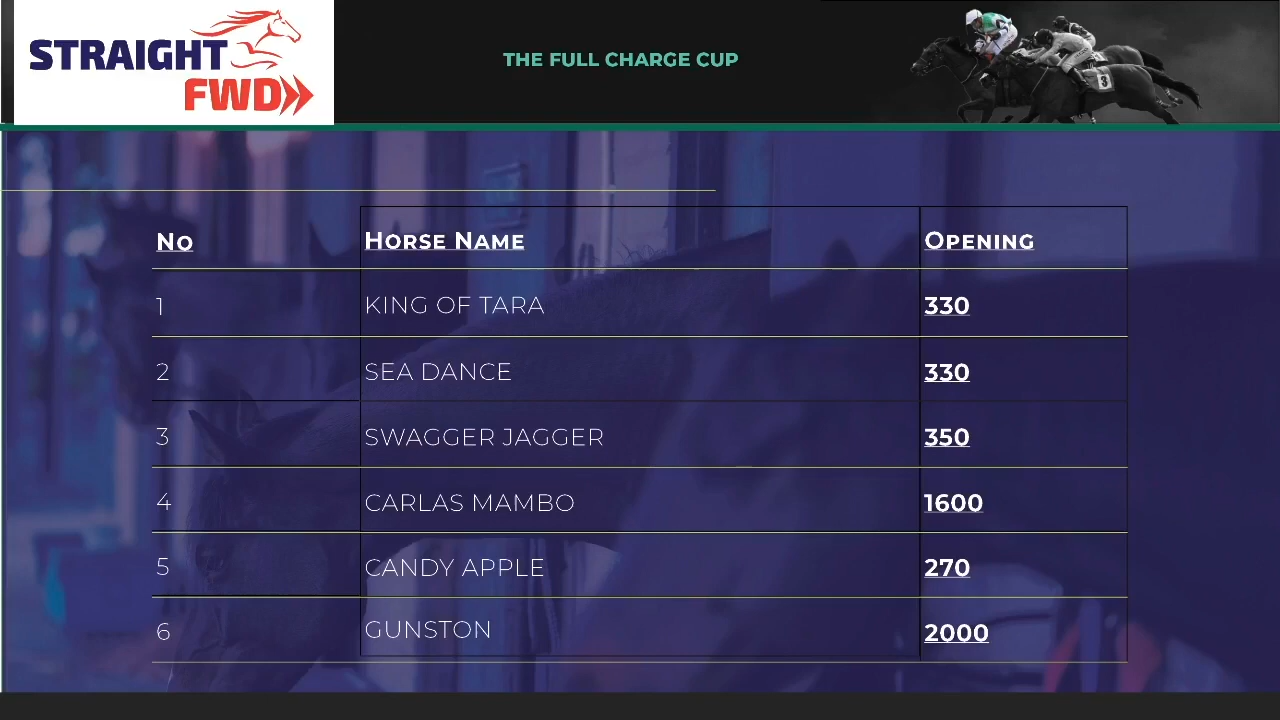 STRAIGHT
FWD
THE FULL CHARGE CUP
3
No Horse Name Opening
1 KING OF TARA 330
2 SEA DANCE 330
3 SWAGGER JAGGER 350
4 CARLAS MAMBO 1600
5 CANDY APPLE 270
6 GUNSTON 2000